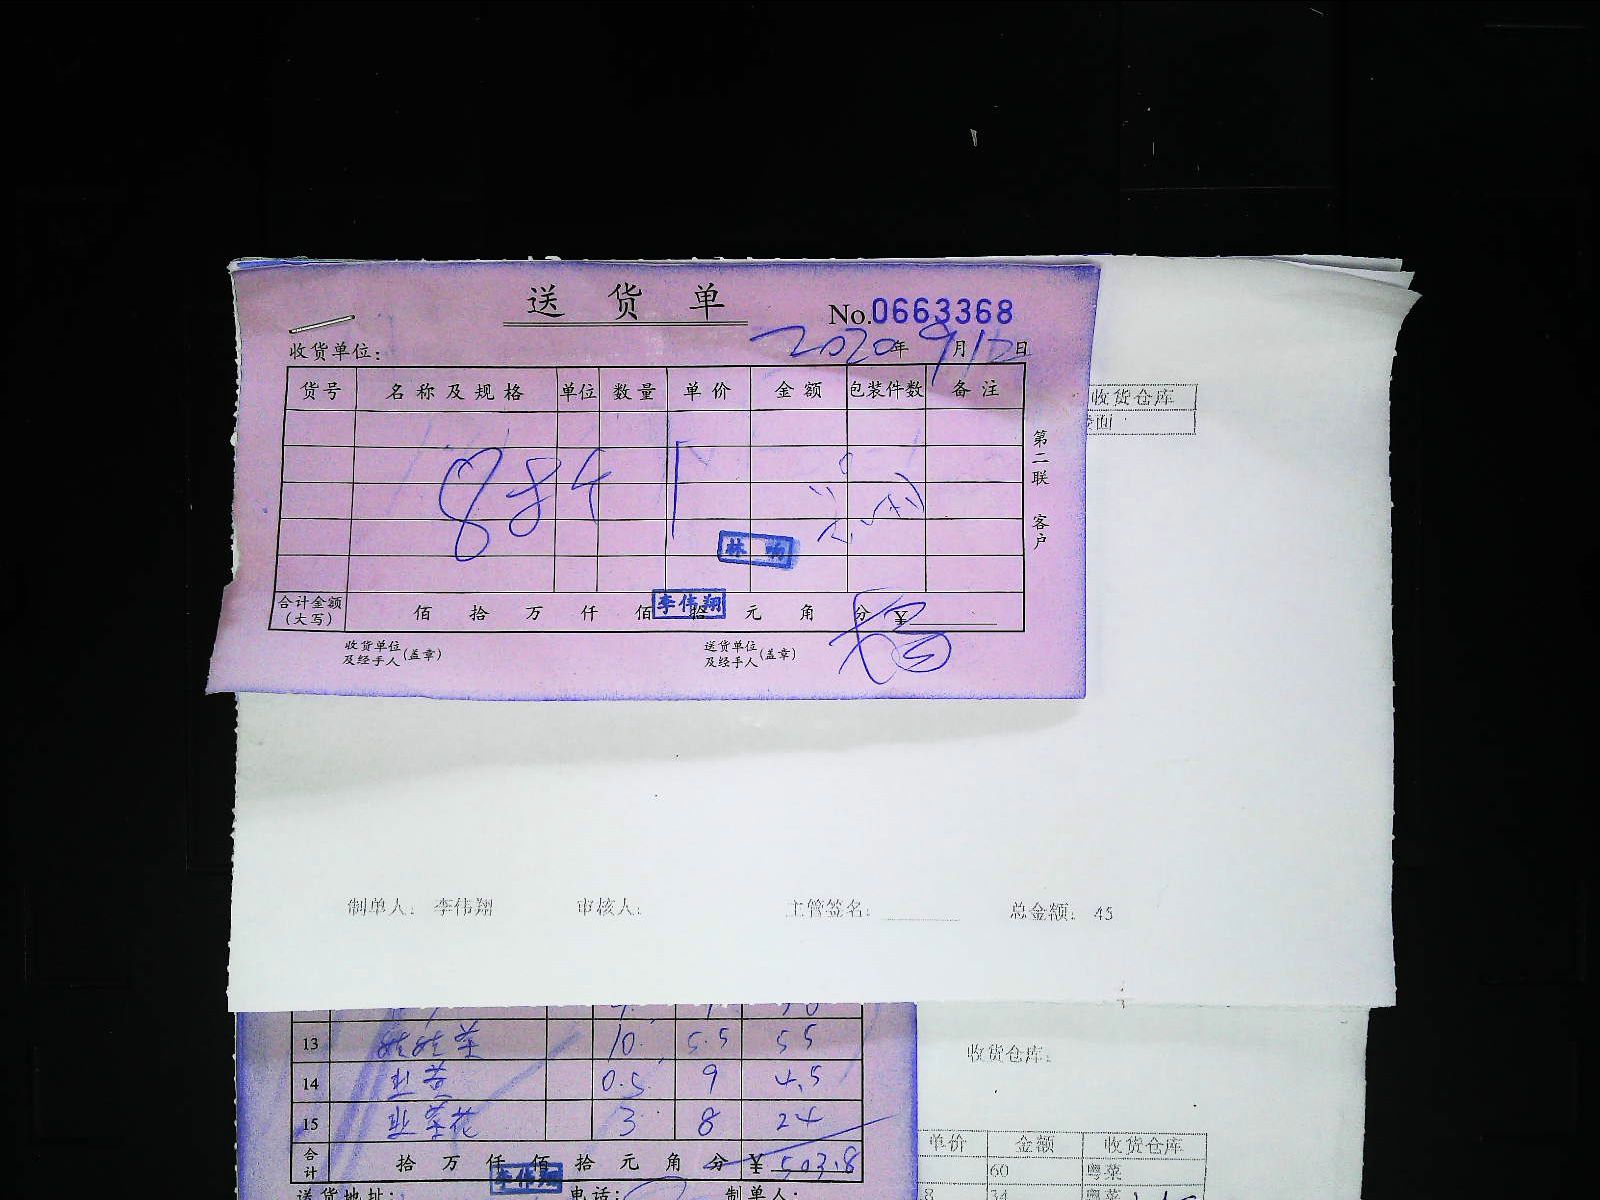 送货单
No.0663368
收货单位： 2020年9月12日
货号 名称及规格 单位 数量 单价 金额 包装件数 备注
884
林
合计金额（大写） 佰 拾 万 仟 佰 拾 元 角 分 ¥
李伟翔
收货单位及经手人（盖章） 送货单位及经手人（盖章）
第二联 客户
收货仓库
面
制单人： 李伟翔 审核人： 主管签名： 总金额： 45
13 10 5.5 55
14 0.5 9 4.5
15 3 8 24
合计 拾 万 仟 佰 拾 元 角 分 ¥ 503.8
李伟翔
送货地址： 电话： 制单人：
收货仓库：
单价 金额 收货仓库
60 粤菜
8 34 粤菜